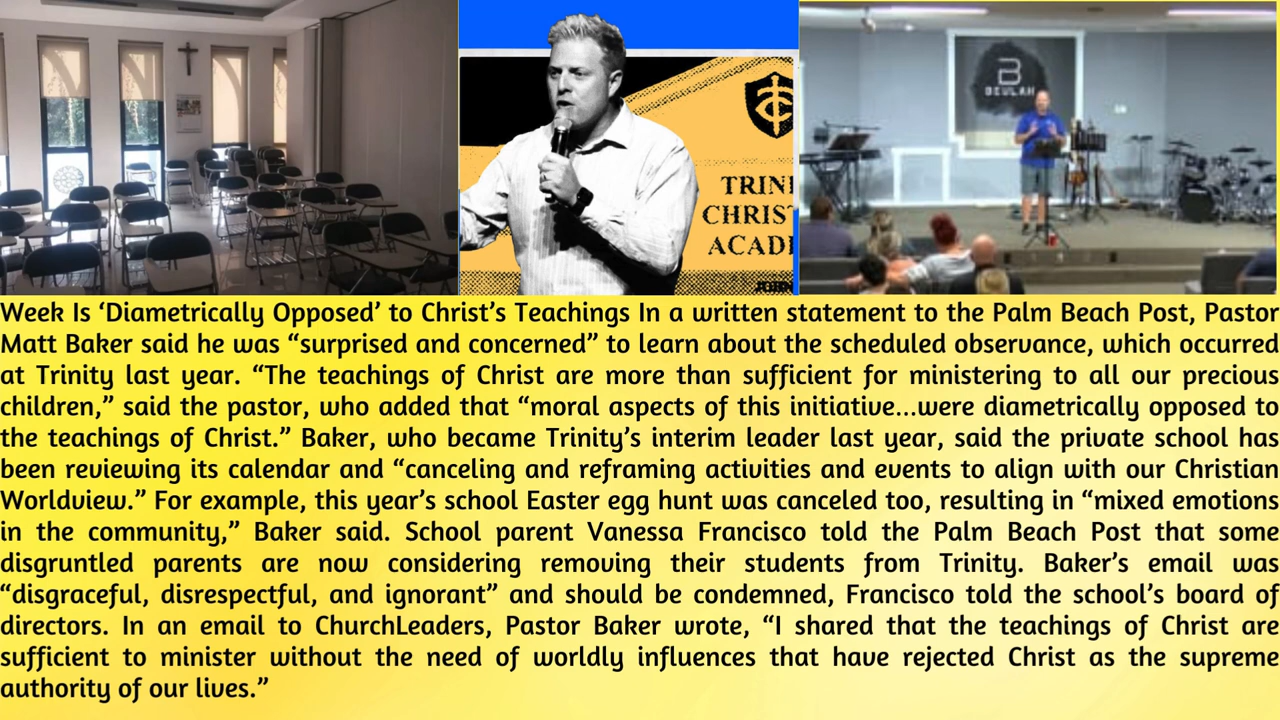 BEULAH
TRINI
CHRIST
ACADE
Week Is ‘Diametrically Opposed’ to Christ’s Teachings In a written statement to the Palm Beach Post, Pastor
Matt Baker said he was “surprised and concerned” to learn about the scheduled observance, which occurred
at Trinity last year. “The teachings of Christ are more than sufficient for ministering to all our precious
children,” said the pastor, who added that “moral aspects of this initiative…were diametrically opposed to
the teachings of Christ.” Baker, who became Trinity’s interim leader last year, said the private school has
been reviewing its calendar and “canceling and reframing activities and events to align with our Christian
Worldview.” For example, this year’s school Easter egg hunt was canceled too, resulting in “mixed emotions
in the community,” Baker said. School parent Vanessa Francisco told the Palm Beach Post that some
disgruntled parents are now considering removing their students from Trinity. Baker’s email was
“disgraceful, disrespectful, and ignorant” and should be condemned, Francisco told the school’s board of
directors. In an email to ChurchLeaders, Pastor Baker wrote, “I shared that the teachings of Christ are
sufficient to minister without the need of worldly influences that have rejected Christ as the supreme
authority of our lives.”